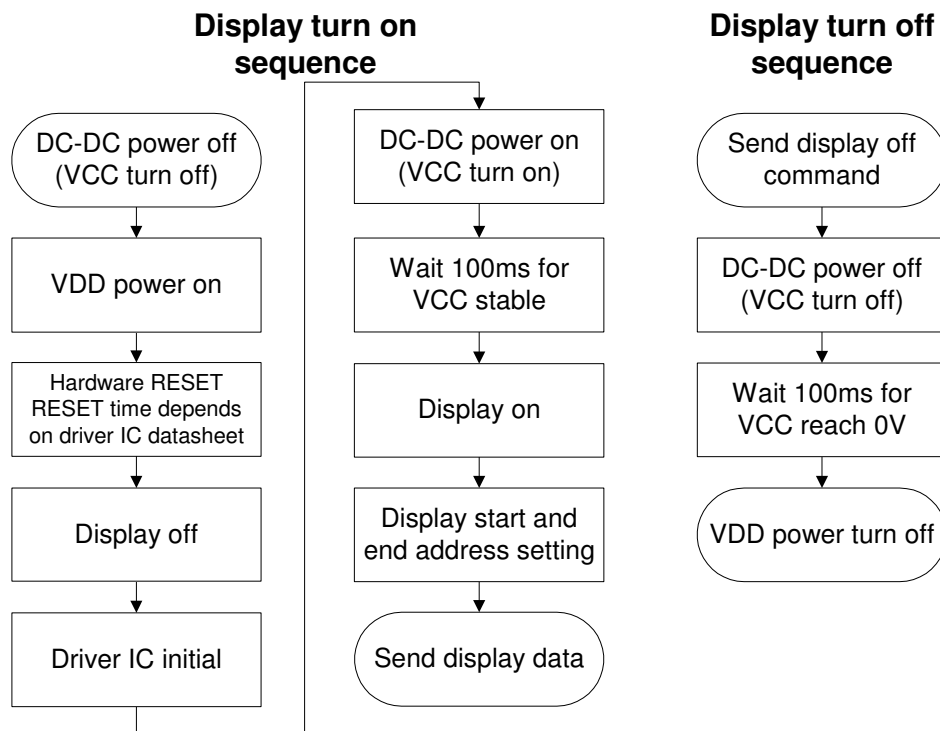 Display turn on
sequence
DC-DC power off
(VCC turn off)
VDD power on
Hardware RESET
RESET time depends
on driver IC datasheet
Display off
Driver IC initial
DC-DC power on
(VCC turn on)
Wait 100ms for
VCC stable
Display on
Display start and
end address setting
Send display data
Display turn off
sequence
Send display off
command
DC-DC power off
(VCC turn off)
Wait 100ms for
VCC reach 0V
VDD power turn off